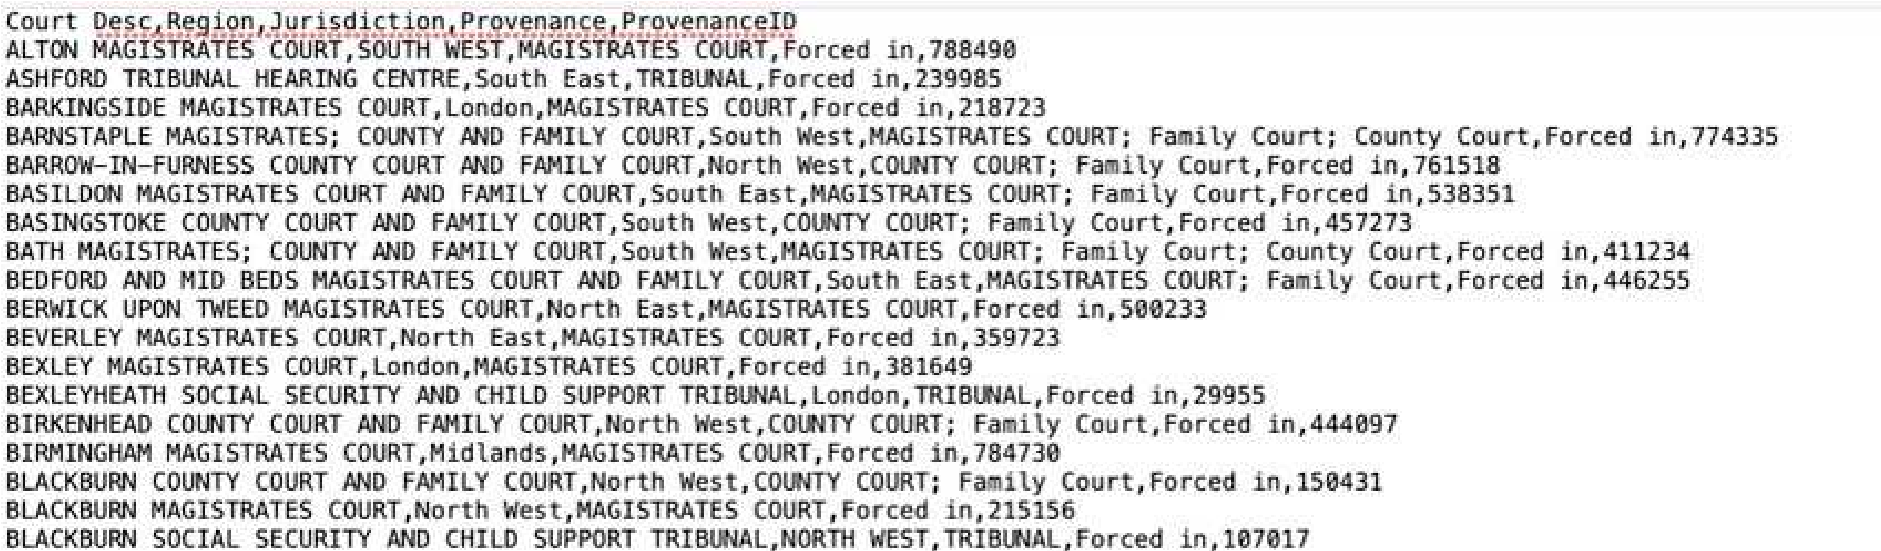 Court Desc,Region,Jurisdiction,Provenance,ProvenanceID
ALTON MAGISTRATES COURT,SOUTH WEST,MAGISTRATES COURT,Forced in,788490
ASHFORD TRIBUNAL HEARING CENTRE,South East,TRIBUNAL,Forced in,239985
BARKINGSIDE MAGISTRATES COURT,London,MAGISTRATES COURT,Forced in,218723
BARNSTAPLE MAGISTRATES; COUNTY AND FAMILY COURT,South West,MAGISTRATES COURT; Family Court; County Court,Forced in,774335
BARROW-IN-FURNESS COUNTY COURT AND FAMILY COURT,North West,COUNTY COURT; Family Court,Forced in,761518
BASILDON MAGISTRATES COURT AND FAMILY COURT,South East,MAGISTRATES COURT; Family Court,Forced in,538351
BASINGSTOKE COUNTY COURT AND FAMILY COURT,South West,COUNTY COURT; Family Court,Forced in,457273
BATH MAGISTRATES; COUNTY AND FAMILY COURT,South West,MAGISTRATES COURT; Family Court; County Court,Forced in,411234
BEDFORD AND MID BEDS MAGISTRATES COURT AND FAMILY COURT,South East,MAGISTRATES COURT; Family Court,Forced in,446255
BERWICK UPON TWEED MAGISTRATES COURT,North East,MAGISTRATES COURT,Forced in,500233
BEVERLEY MAGISTRATES COURT,North East,MAGISTRATES COURT,Forced in,359723
BEXLEY MAGISTRATES COURT,London,MAGISTRATES COURT,Forced in,381649
BEXLEYHEATH SOCIAL SECURITY AND CHILD SUPPORT TRIBUNAL,London,TRIBUNAL,Forced in,29955
BIRKENHEAD COUNTY COURT AND FAMILY COURT,North West,COUNTY COURT; Family Court,Forced in,444097
BIRMINGHAM MAGISTRATES COURT,Midlands,MAGISTRATES COURT,Forced in,784730
BLACKBURN COUNTY COURT AND FAMILY COURT,North West,COUNTY COURT; Family Court,Forced in,150431
BLACKBURN MAGISTRATES COURT,North West,MAGISTRATES COURT,Forced in,215156
BLACKBURN SOCIAL SECURITY AND CHILD SUPPORT TRIBUNAL,NORTH WEST,TRIBUNAL,Forced in,107017